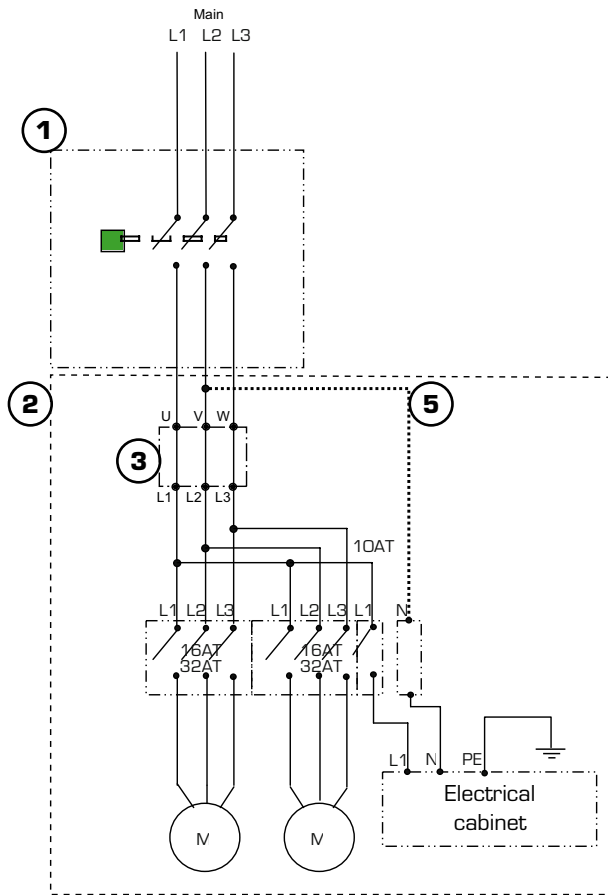 Main
L1 L2 L3
1
2
5
U V W
3
L1 L2 L3
10AT
L1 L2 L3 L1 L2 L3 L1 N
16AT 16AT
32AT 32AT
L1 N PE
Electrical
cabinet
M M